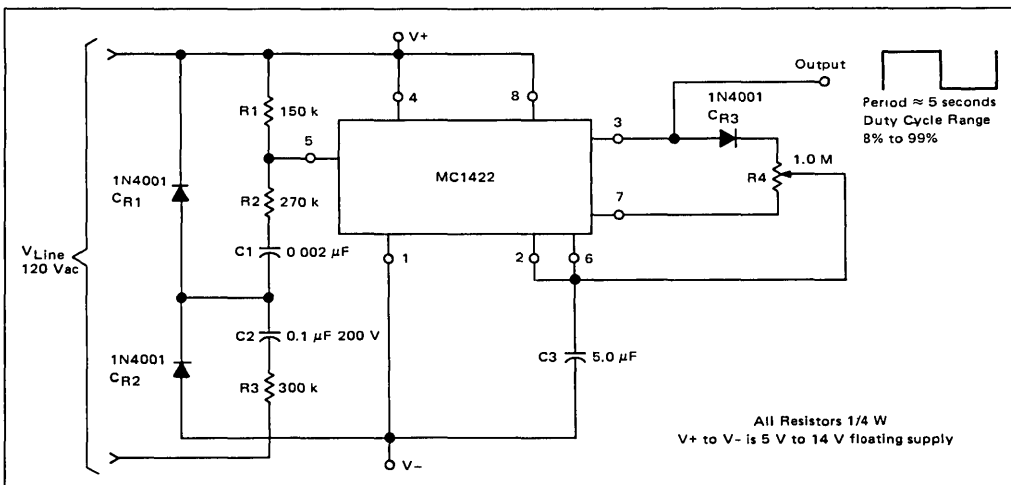 V+
Output
4
8
R1
150 k
1N4001
CR3
3
Period ≈ 5 seconds
Duty Cycle Range
8% to 99%
5
1.0 M
MC1422
R4
1N4001
CR1
R2
270 k
7
C1
0 002 µF
1
2
6
VLine
120 Vac
C2
0.1 µF 200 V
1N4001
CR2
C3
5.0 µF
R3
300 k
All Resistors 1/4 W
V+ to V– is 5 V to 14 V floating supply
V–